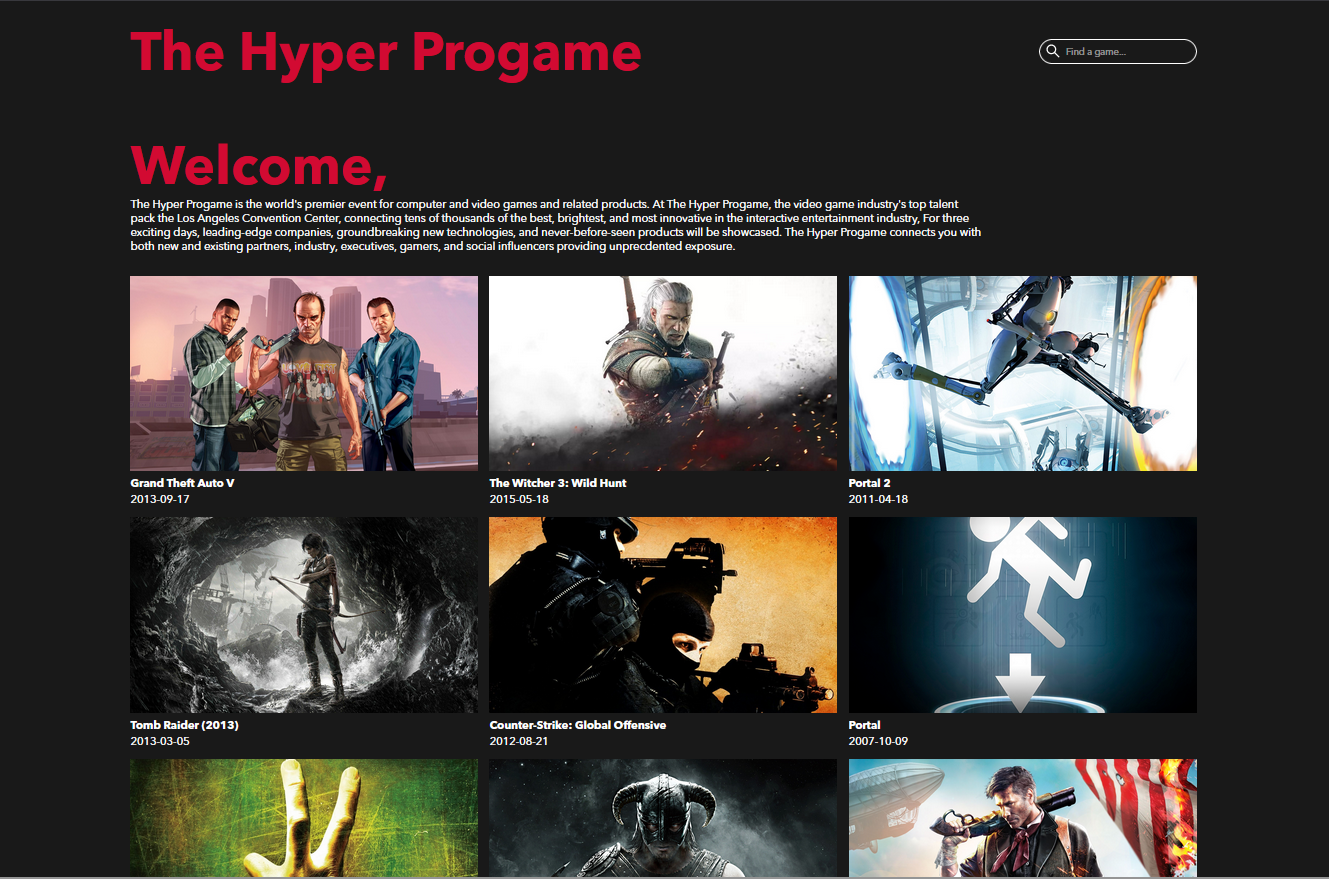 The Hyper Progame
Find a game...
Welcome,
The Hyper Progame is the world's premier event for computer and video games and related products. At The Hyper Progame, the video game industry's top talent
pack the Los Angeles Convention Center, connecting tens of thousands of the best, brightest, and most innovative in the interactive entertainment industry, For three
exciting days, leading-edge companies, groundbreaking new technologies, and never-before-seen products will be showcased. The Hyper Progame connects you with
both new and existing partners, industry, executives, gamers, and social influencers providing unprecdented exposure.
Grand Theft Auto V
2013-09-17
The Witcher 3: Wild Hunt
2015-05-18
Portal 2
2011-04-18
Tomb Raider (2013)
2013-03-05
Counter-Strike: Global Offensive
2012-08-21
Portal
2007-10-09